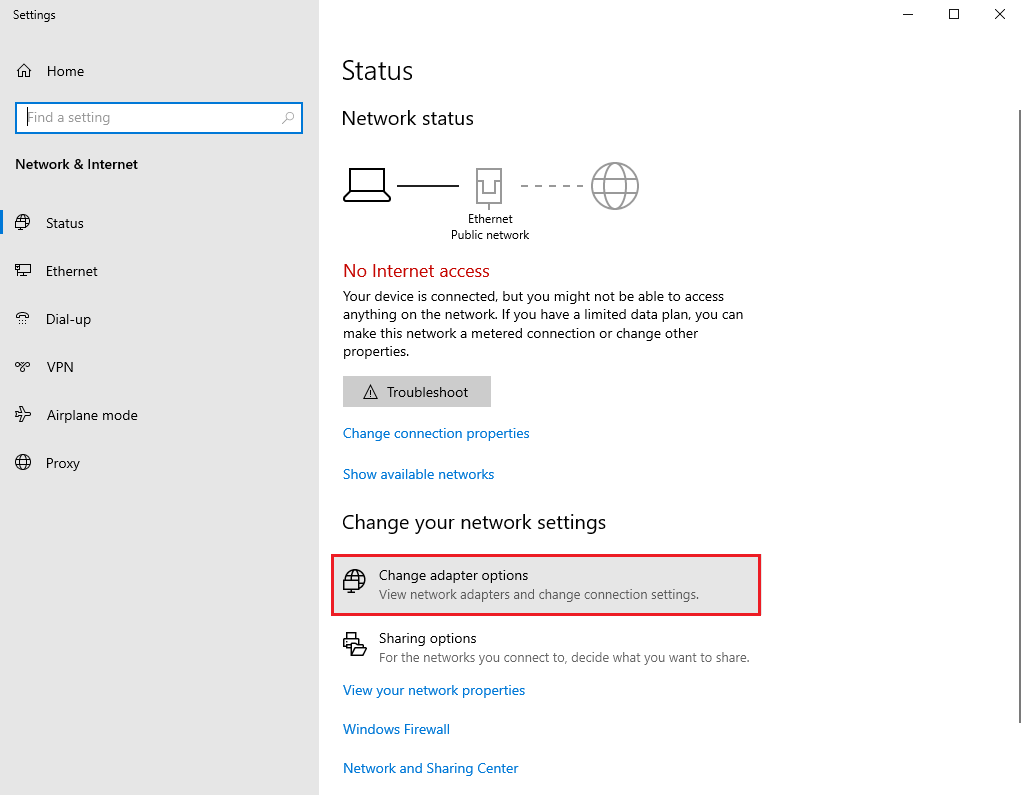 Settings
Home
Find a setting
Network & Internet
Status
Ethernet
Dial-up
VPN
Airplane mode
Proxy
Status
Network status
Ethernet
Public network
No Internet access
Your device is connected, but you might not be able to access
anything on the network. If you have a limited data plan, you can
make this network a metered connection or change other
properties.
Troubleshoot
Change connection properties
Show available networks
Change your network settings
Change adapter options
View network adapters and change connection settings.
Sharing options
For the networks you connect to, decide what you want to share.
View your network properties
Windows Firewall
Network and Sharing Center